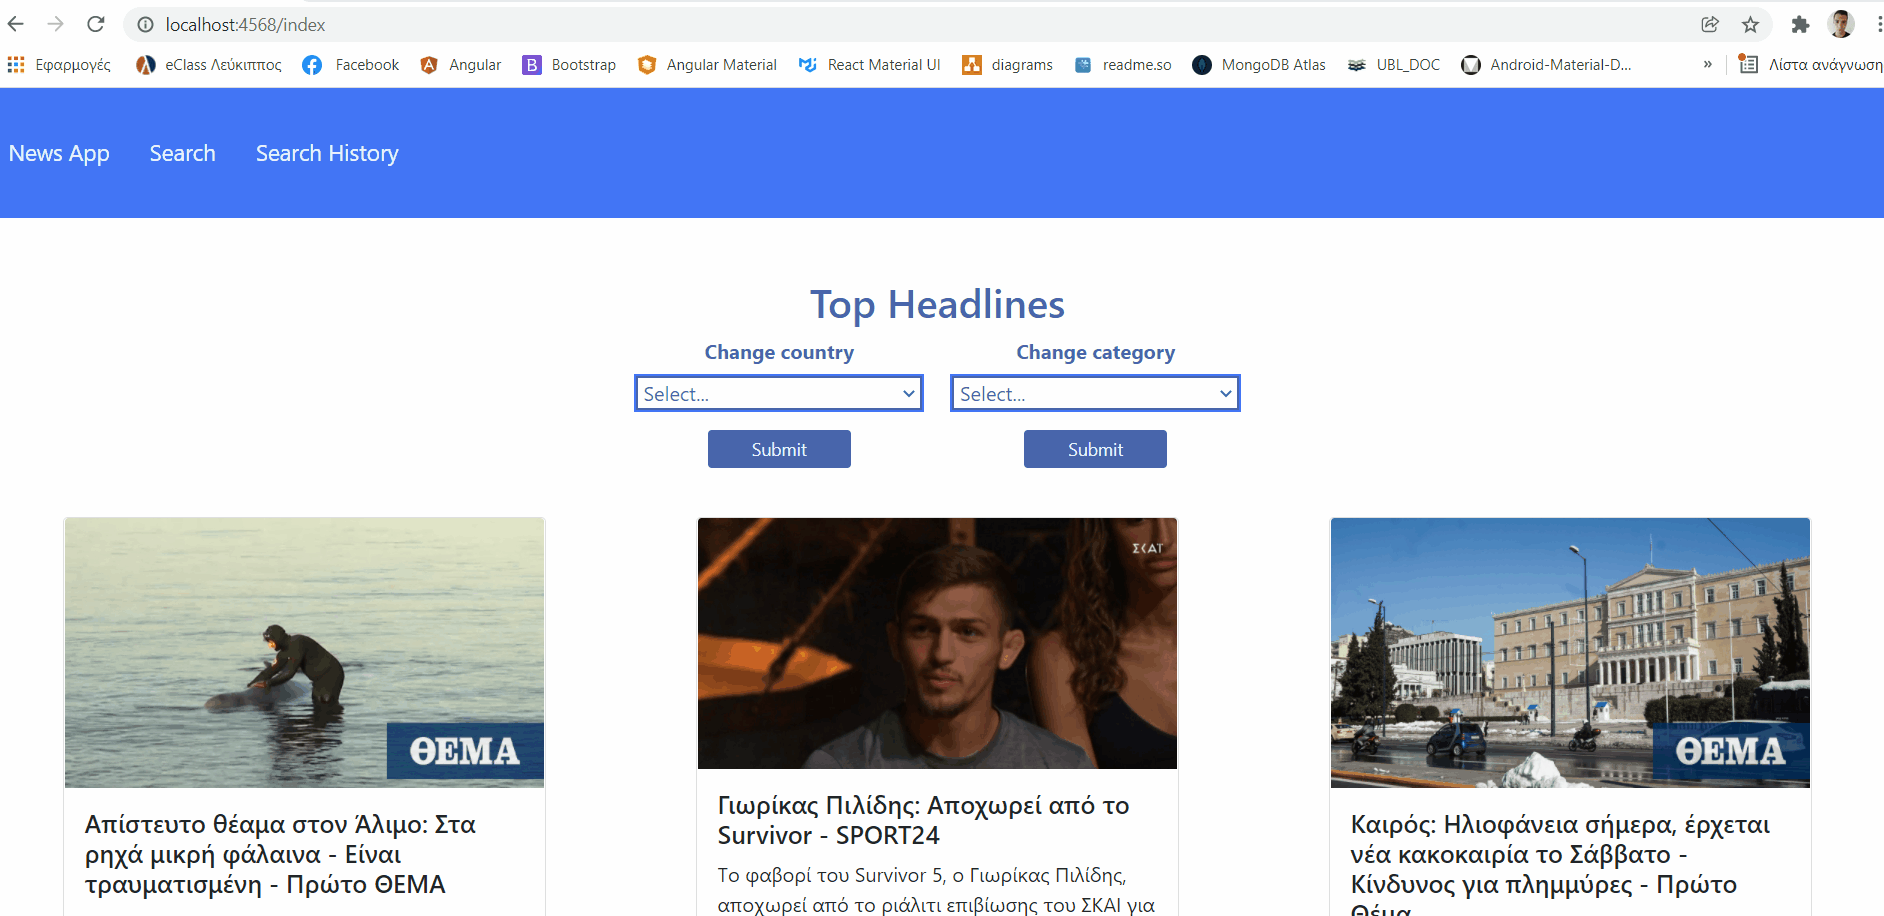 localhost:4568/index
Εφαρμογές eClass Λεύκιππος Facebook Angular Bootstrap Angular Material React Material UI diagrams readme.so MongoDB Atlas UBL_DOC Android-Material-D... » Λίστα ανάγνωση
News App Search Search History
Top Headlines
Change country Change category
Select... Select...
Submit Submit
ΣΚΑΪ
ΘΕΜΑ
ΘΕΜΑ
Απίστευτο θέαμα στον Άλιμο: Στα
ρηχά μικρή φάλαινα - Είναι
τραυματισμένη - Πρώτο ΘΕΜΑ
Γιωρίκας Πιλίδης: Αποχωρεί από το
Survivor - SPORT24
Το φαβορί του Survivor 5, ο Γιωρίκας Πιλίδης,
αποχωρεί από το ριάλιτι επιβίωσης του ΣΚΑΙ για
Καιρός: Ηλιοφάνεια σήμερα, έρχεται
νέα κακοκαιρία το Σάββατο -
Κίνδυνος για πλημμύρες - Πρώτο
Θέμα